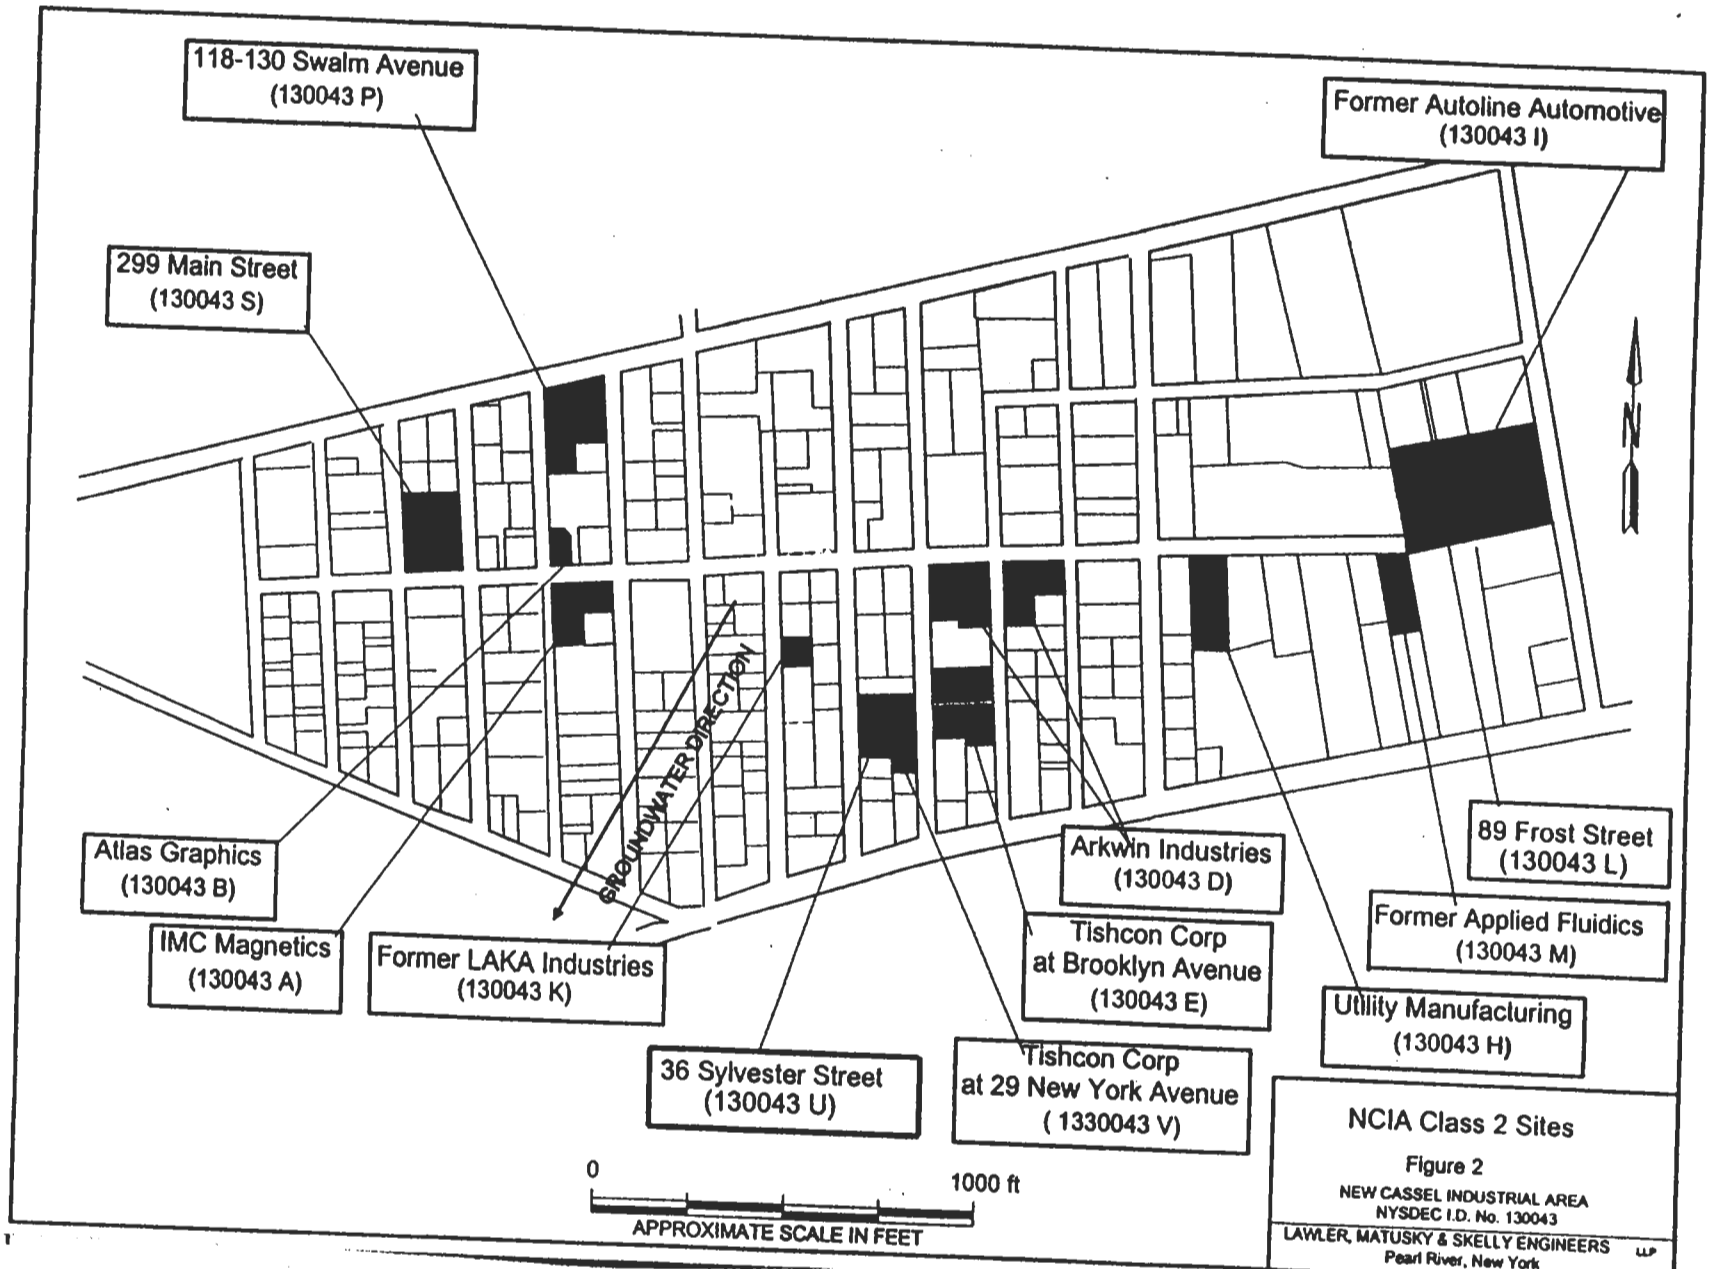 118-130 Swalm Avenue
(130043 P)
Former Autoline Automotive
(130043 I)
299 Main Street
(130043 S)
N
GROUNDWATER DIRECTION
Atlas Graphics
(130043 B)
IMC Magnetics
(130043 A)
Former LAKA Industries
(130043 K)
Arkwin Industries
(130043 D)
89 Frost Street
(130043 L)
Former Applied Fluidics
(130043 M)
Tishcon Corp
at Brooklyn Avenue
(130043 E)
Utility Manufacturing
(130043 H)
36 Sylvester Street
(130043 U)
Tishcon Corp
at 29 New York Avenue
( 1330043 V)
0
1000 ft
APPROXIMATE SCALE IN FEET
NCIA Class 2 Sites
Figure 2
NEW CASSEL INDUSTRIAL AREA
NYSDEC I.D. No. 130043
LAWLER, MATUSKY & SKELLY ENGINEERS LLP
Pearl River, New York